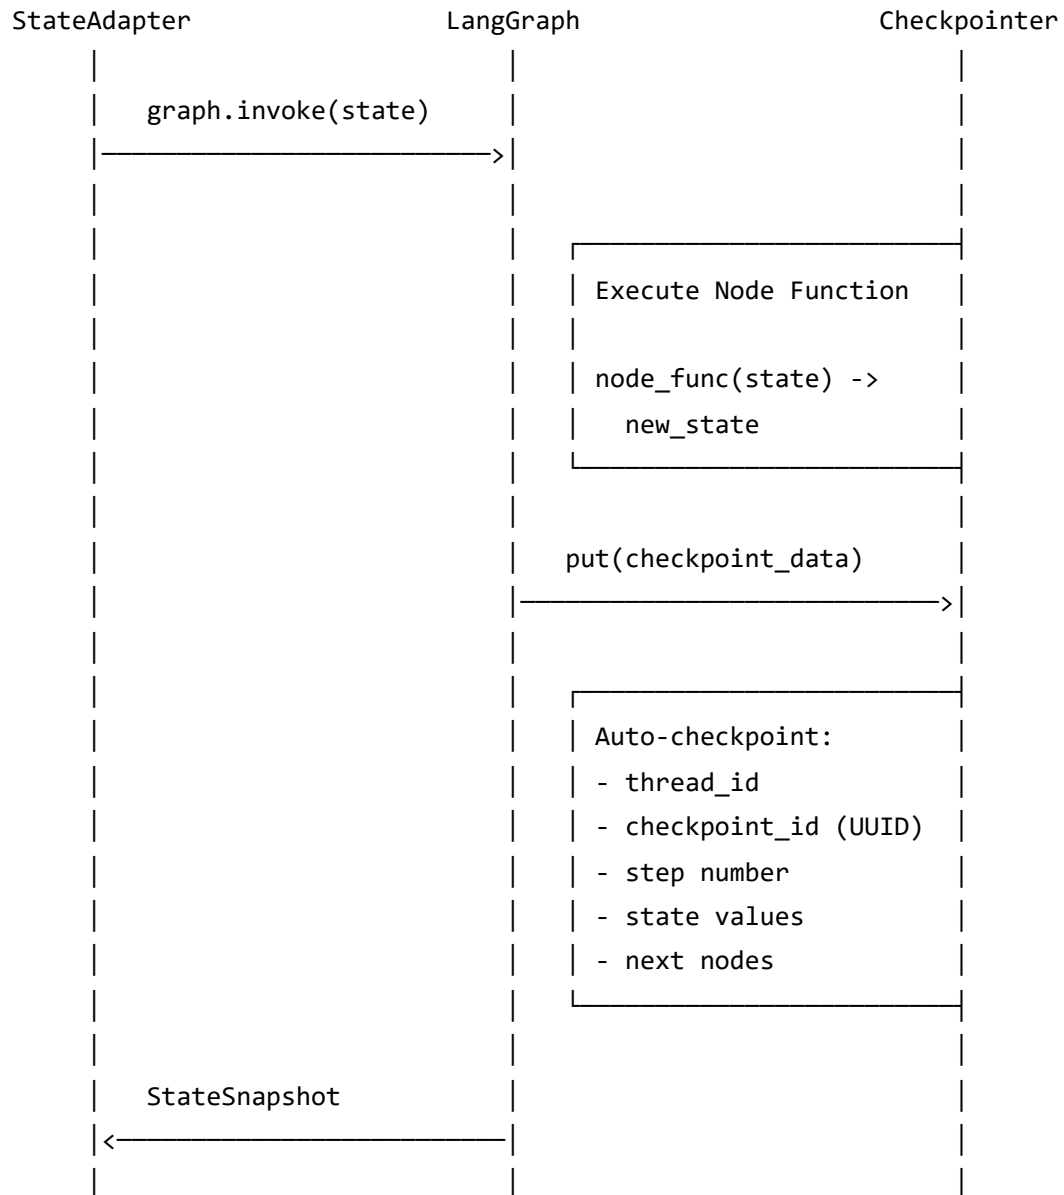 StateAdapter LangGraph Checkpointer
graph.invoke(state)
Execute Node Function
node_func(state) ->
new_state
put(checkpoint_data)
Auto-checkpoint:
- thread_id
- checkpoint_id (UUID)
- step number
- state values
- next nodes
StateSnapshot